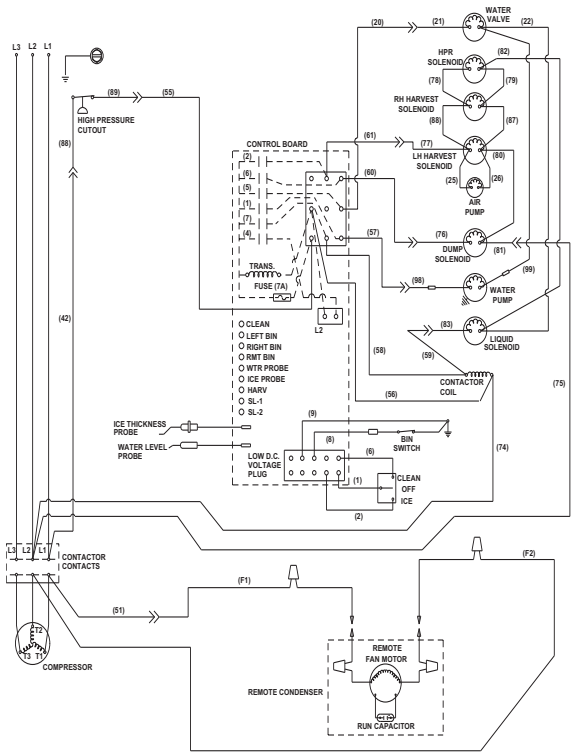 WATER
VALVE
(20)
(21)
(22)
L3
L2
L1
HPR
SOLENOID
(82)
(78)
(79)
(89)
(55)
RH HARVEST
SOLENOID
HIGH PRESSURE
CUTOUT
(88)
(88)
(87)
(61)
(77)
CONTROL BOARD
LH HARVEST
SOLENOID
(80)
(2)
(6)
(60)
(25)
(26)
(5)
AIR
PUMP
(1)
(7)
(57)
(76)
(4)
DUMP
SOLENOID
(81)
TRANS.
(99)
FUSE (7A)
(98)
WATER
PUMP
(42)
CLEAN
L2
(83)
LEFT BIN
LIQUID
SOLENOID
RIGHT BIN
(58)
(59)
RMT BIN
WTR PROBE
CONTACTOR
COIL
(75)
ICE PROBE
HARV
(56)
SL-1
SL-2
(9)
ICE THICKNESS
PROBE
(8)
BIN
SWITCH
(74)
WATER LEVEL
PROBE
LOW D.C.
VOLTAGE
PLUG
(6)
CLEAN
(1)
OFF
ICE
(2)
L3
L2
L1
CONTACTOR
CONTACTS
(F2)
(F1)
(51)
T2
T3
T1
COMPRESSOR
REMOTE
FAN MOTOR
REMOTE CONDENSER
RUN CAPACITOR